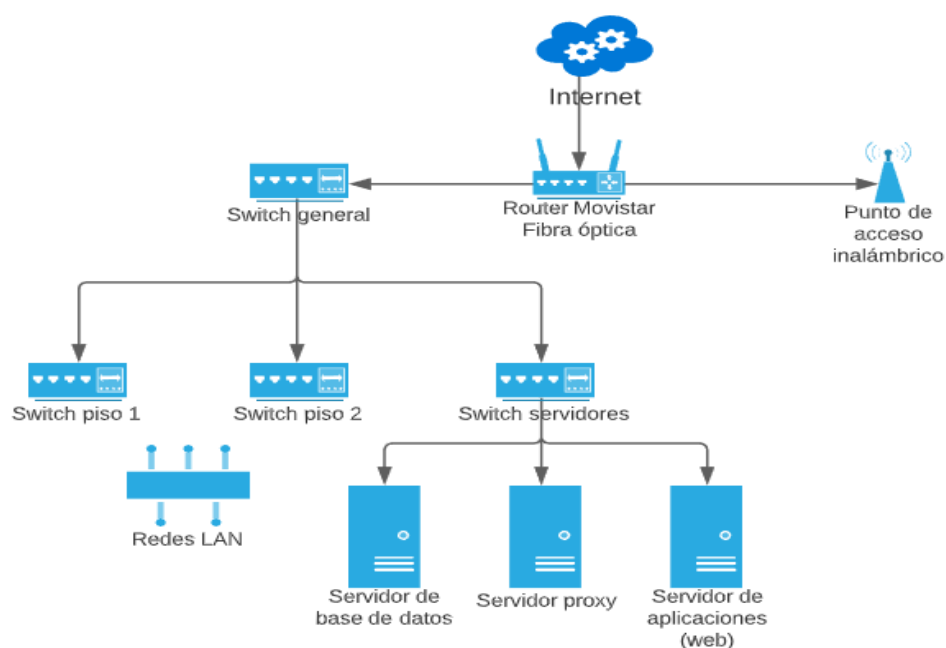 Internet
Switch general
Router Movistar
Fibra óptica
Punto de
acceso
inalámbrico
Switch piso 1
Switch piso 2
Switch servidores
Redes LAN
Servidor de
base de datos
Servidor proxy
Servidor de
aplicaciones
(web)